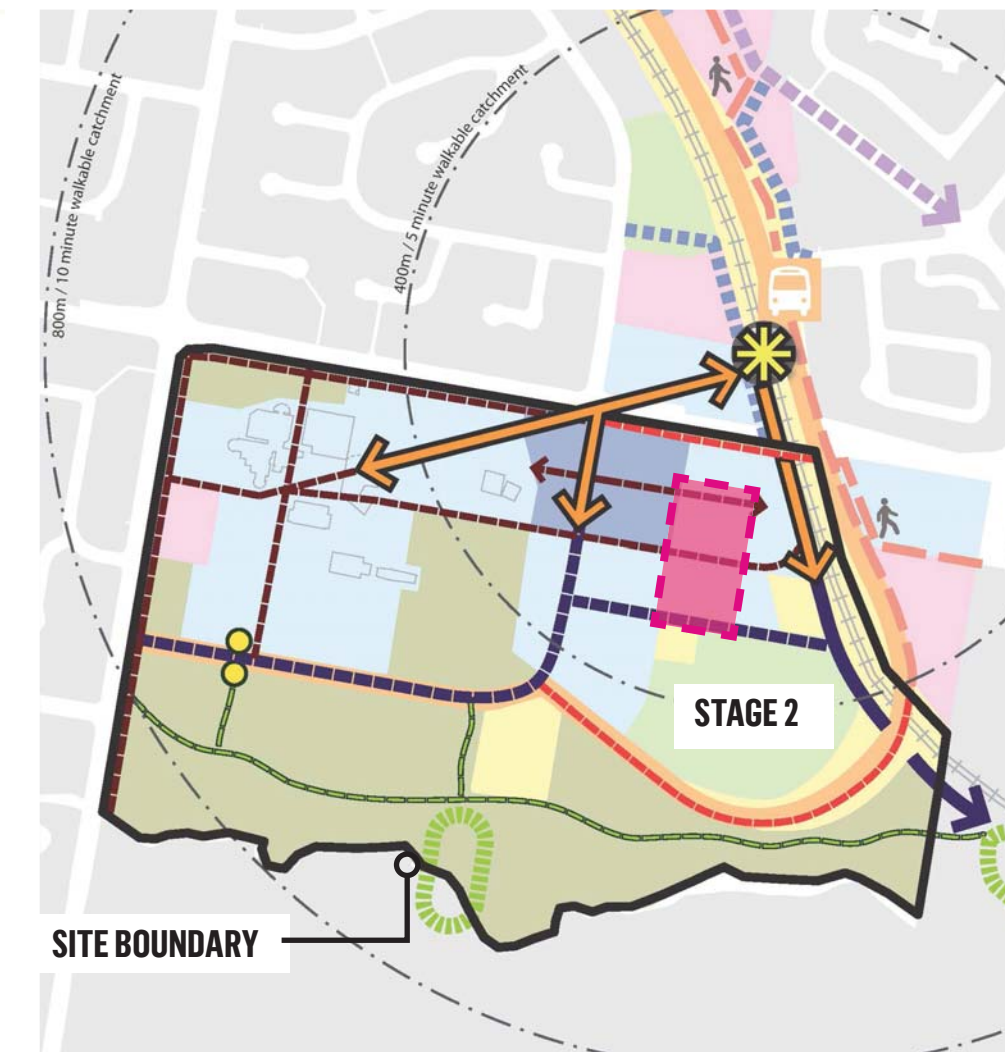 800m / 10 minute walkable catchment
400m / 5 minute walkable catchment
STAGE 2
SITE BOUNDARY